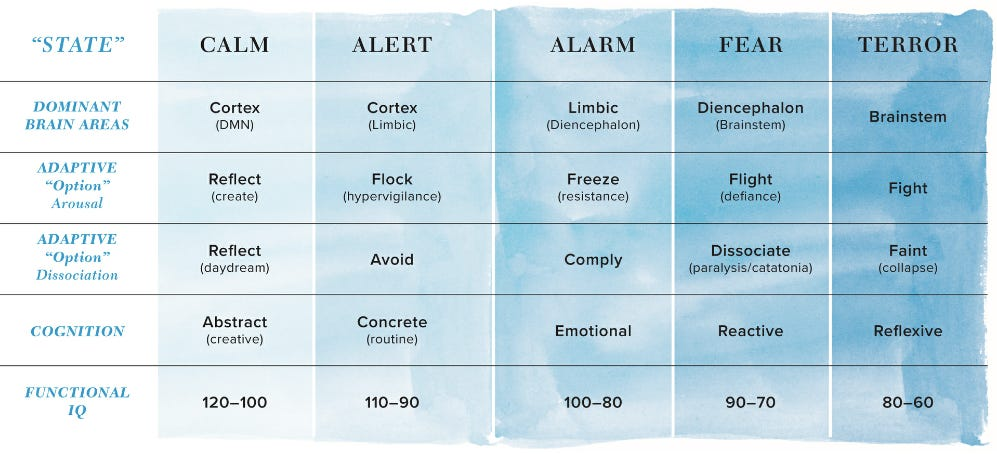 “STATE” CALM ALERT ALARM FEAR TERROR
DOMINANT
BRAIN AREAS
Cortex
(DMN)
Cortex
(Limbic)
Limbic
(Diencephalon)
Diencephalon
(Brainstem)
Brainstem
ADAPTIVE
“Option”
Arousal
Reflect
(create)
Flock
(hypervigilance)
Freeze
(resistance)
Flight
(defiance)
Fight
ADAPTIVE
“Option”
Dissociation
Reflect
(daydream)
Avoid
Comply
Dissociate
(paralysis/catatonia)
Faint
(collapse)
COGNITION
Abstract
(creative)
Concrete
(routine)
Emotional
Reactive
Reflexive
FUNCTIONAL
IQ
120–100
110–90
100–80
90–70
80–60